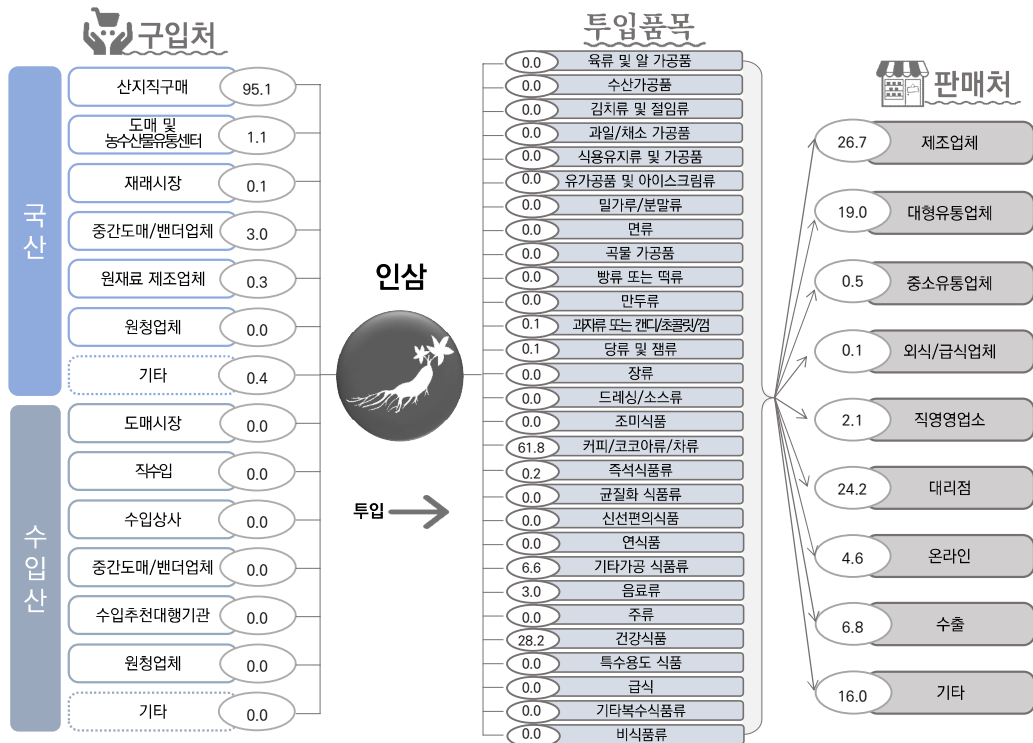 구입처
국산
산지직구매 95.1
도매 및
농수산물유통센터 1.1
재래시장 0.1
중간도매/밴더업체 3.0
원재료 제조업체 0.3
원청업체 0.0
기타 0.4
수입산
도매시장 0.0
직수입 0.0
수입상사 0.0
중간도매/밴더업체 0.0
수입추천대행기관 0.0
원청업체 0.0
기타 0.0
인삼
투입
투입품목
0.0 육류 및 알 가공품
0.0 수산가공품
0.0 김치류 및 절임류
0.0 과일/채소 가공품
0.0 식용유지류 및 가공품
0.0 유가공품 및 아이스크림류
0.0 밀가루/분말류
0.0 면류
0.0 곡물 가공품
0.0 빵류 또는 떡류
0.0 만두류
0.1 과자류 또는 캔디/초콜릿/껌
0.1 당류 및 잼류
0.0 장류
0.0 드레싱/소스류
0.0 조미식품
61.8 커피/코코아류/차류
0.2 즉석식품류
0.0 균질화 식품류
0.0 신선편의식품
0.0 연식품
6.6 기타가공 식품류
3.0 음료류
0.0 주류
28.2 건강식품
0.0 특수용도 식품
0.0 급식
0.0 기타복수식품류
0.0 비식품류
판매처
26.7 제조업체
19.0 대형유통업체
0.5 중소유통업체
0.1 외식/급식업체
2.1 직영영업소
24.2 대리점
4.6 온라인
6.8 수출
16.0 기타